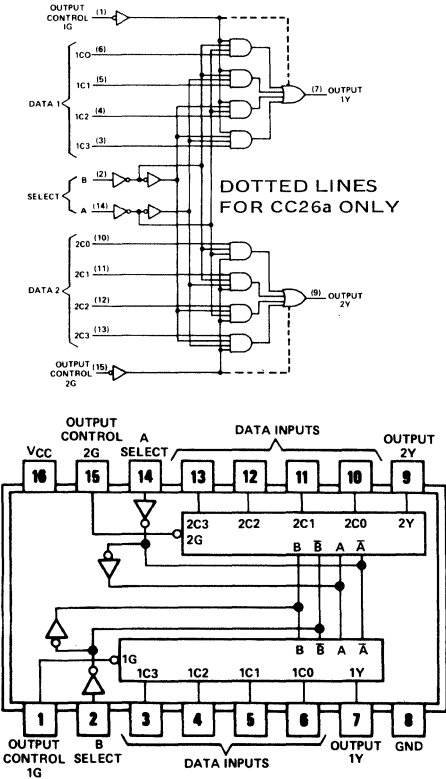 OUTPUT CONTROL 1G (1)
1C0 (6)
1C1 (5)
DATA 1
1C2 (4)
1C3 (3)
(7) OUTPUT 1Y
B (2)
SELECT
A (14)
DOTTED LINES
FOR CC26a ONLY
2C0 (10)
2C1 (11)
DATA 2
2C2 (12)
2C3 (13)
(9) OUTPUT 2Y
OUTPUT CONTROL 2G (15)
OUTPUT CONTROL 2G
A SELECT
DATA INPUTS
OUTPUT 2Y
VCC
16 15 14 13 12 11 10 9
2C3 2C2 2C1 2C0 2Y
2G
B B̅ A A̅
B B̅ A A̅
1G
1C3 1C2 1C1 1C0 1Y
1 2 3 4 5 6 7 8
OUTPUT CONTROL 1G
B SELECT
DATA INPUTS
OUTPUT 1Y
GND